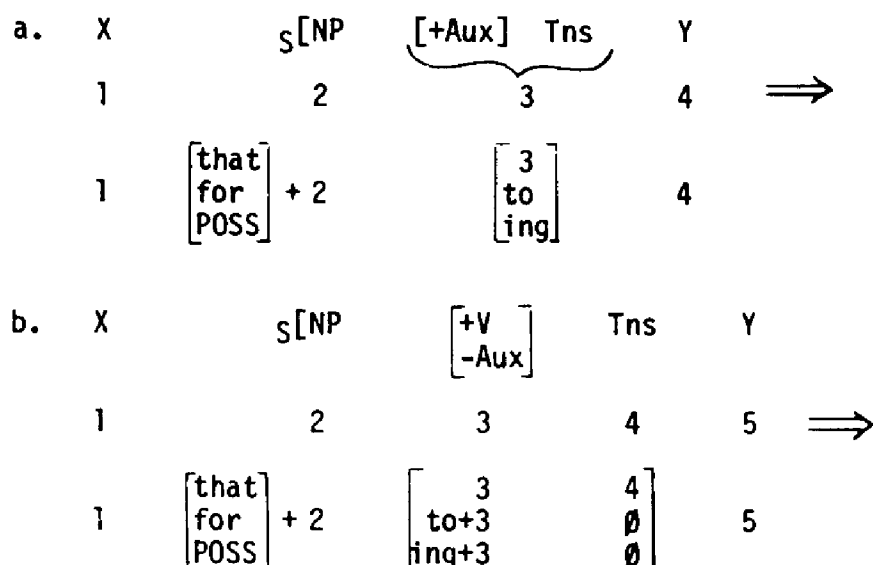 a. X S[NP [+Aux] Tns Y
1 2 3 4 ⟹
[that
1 for + 2 [3 to ing] 4
POSS]
b. X S[NP [+V -Aux] Tns Y
1 2 3 4 5 ⟹
[that 3 4
1 for + 2 to+3 Ø 5
POSS] ing+3 Ø